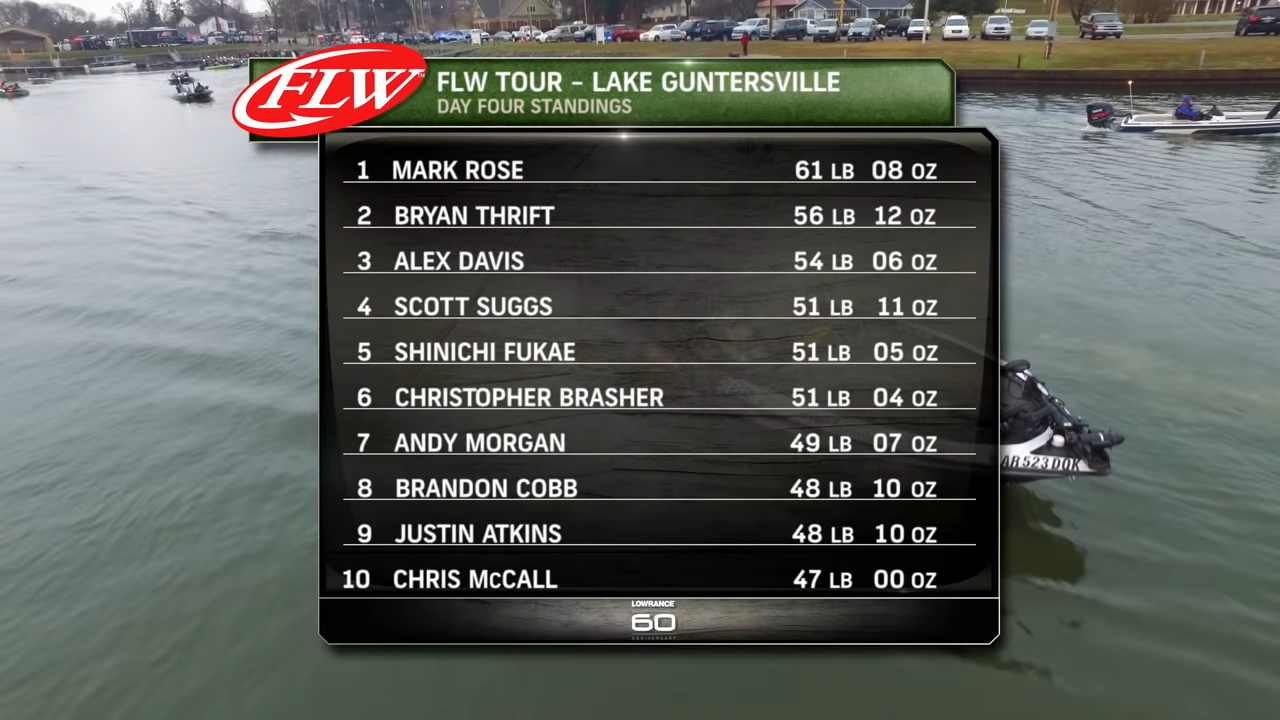 FLW
FLW TOUR – LAKE GUNTERSVILLE
DAY FOUR STANDINGS
1 MARK ROSE 61 LB 08 OZ
2 BRYAN THRIFT 56 LB 12 OZ
3 ALEX DAVIS 54 LB 06 OZ
4 SCOTT SUGGS 51 LB 11 OZ
5 SHINICHI FUKAE 51 LB 05 OZ
6 CHRISTOPHER BRASHER 51 LB 04 OZ
7 ANDY MORGAN 49 LB 07 OZ
8 BRANDON COBB 48 LB 10 OZ
9 JUSTIN ATKINS 48 LB 10 OZ
10 CHRIS McCALL 47 LB 00 OZ
AR 523 DOK
LOWRANCE
60
ANNIVERSARY